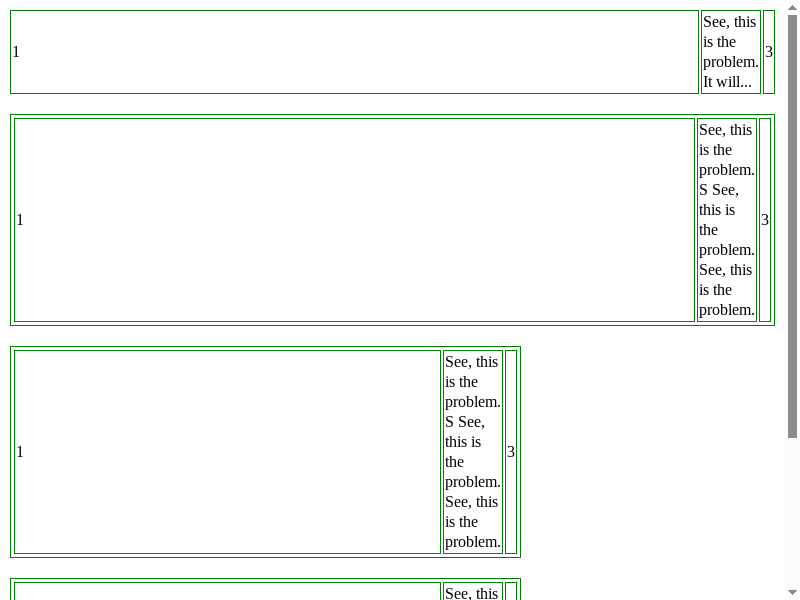 1
See, this
is the
problem.
It will...
3
1
See, this
is the
problem.
S See,
this is
the
problem.
See, this
is the
problem.
3
1
See, this
is the
problem.
S See,
this is
the
problem.
See, this
is the
problem.
3
See, this